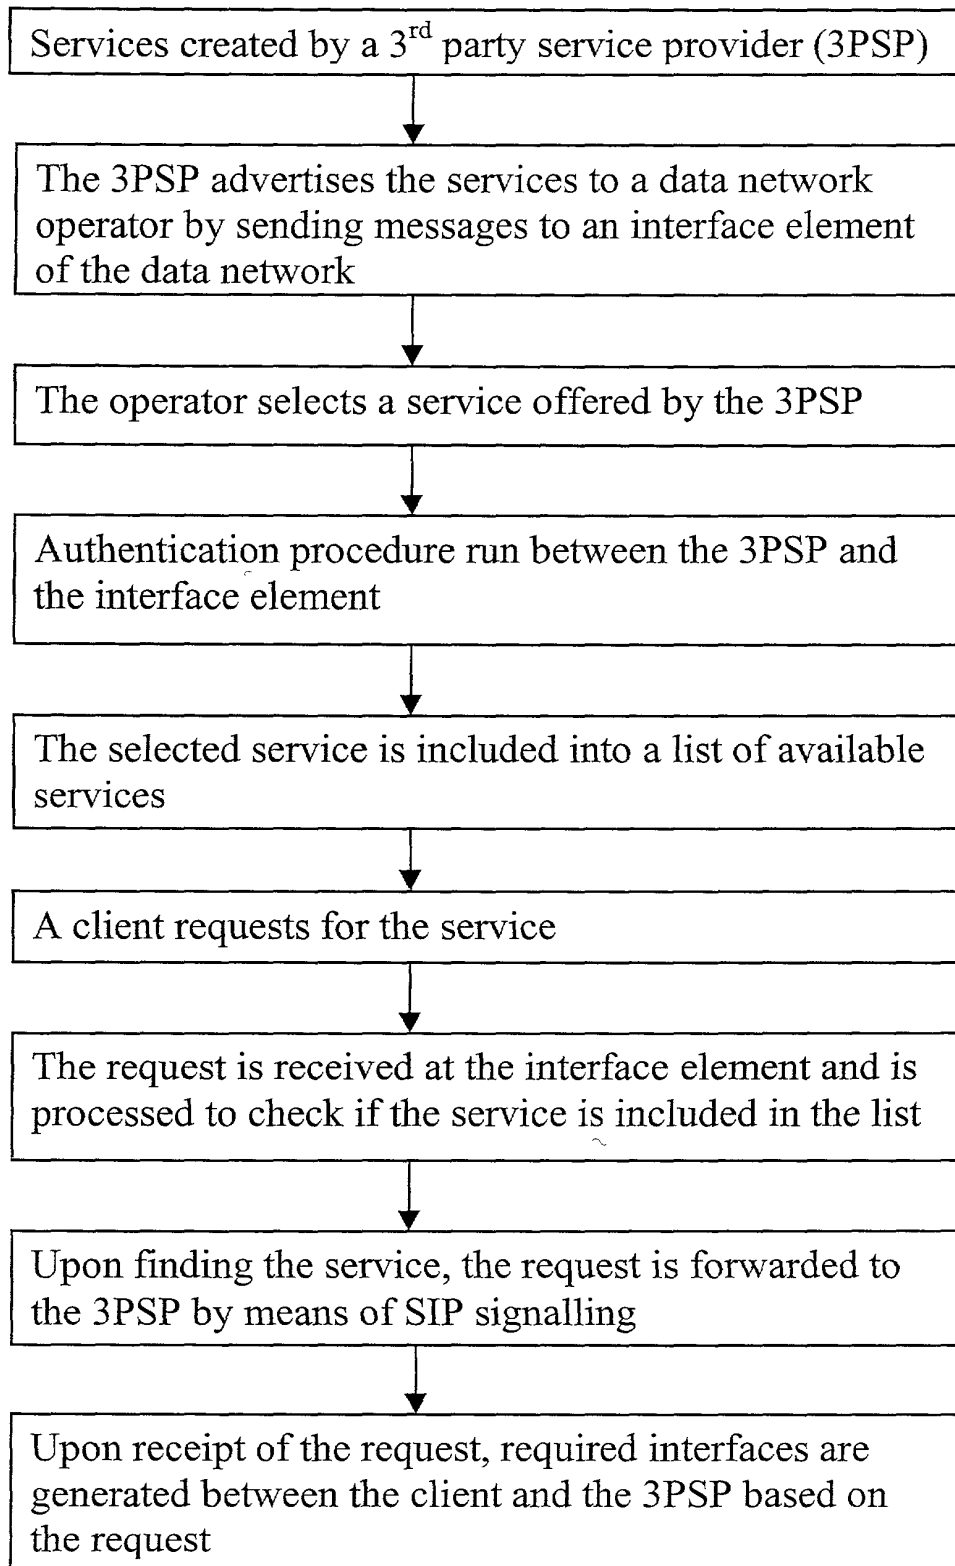 Services created by a 3rd party service provider (3PSP)
The 3PSP advertises the services to a data network
operator by sending messages to an interface element
of the data network
The operator selects a service offered by the 3PSP
Authentication procedure run between the 3PSP and
the interface element
The selected service is included into a list of available
services
A client requests for the service
The request is received at the interface element and is
processed to check if the service is included in the list
Upon finding the service, the request is forwarded to
the 3PSP by means of SIP signalling
Upon receipt of the request, required interfaces are
generated between the client and the 3PSP based on
the request